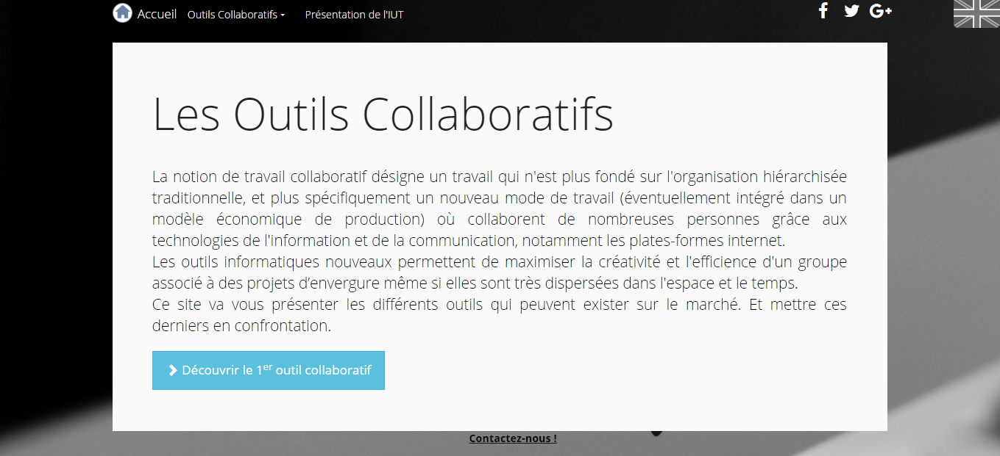 Accueil Outils Collaboratifs Présentation de l'IUT
Les Outils Collaboratifs
La notion de travail collaboratif désigne un travail qui n'est plus fondé sur l'organisation hiérarchisée
traditionnelle, et plus spécifiquement un nouveau mode de travail (éventuellement intégré dans un
modèle économique de production) où collaborent de nombreuses personnes grâce aux
technologies de l'information et de la communication, notamment les plates-formes internet.
Les outils informatiques nouveaux permettent de maximiser la créativité et l'efficience d'un groupe
associé à des projets d’envergure même si elles sont très dispersées dans l'espace et le temps.
Ce site va vous présenter les différents outils qui peuvent exister sur le marché. Et mettre ces
derniers en confrontation.
Découvrir le 1er outil collaboratif
Contactez-nous !